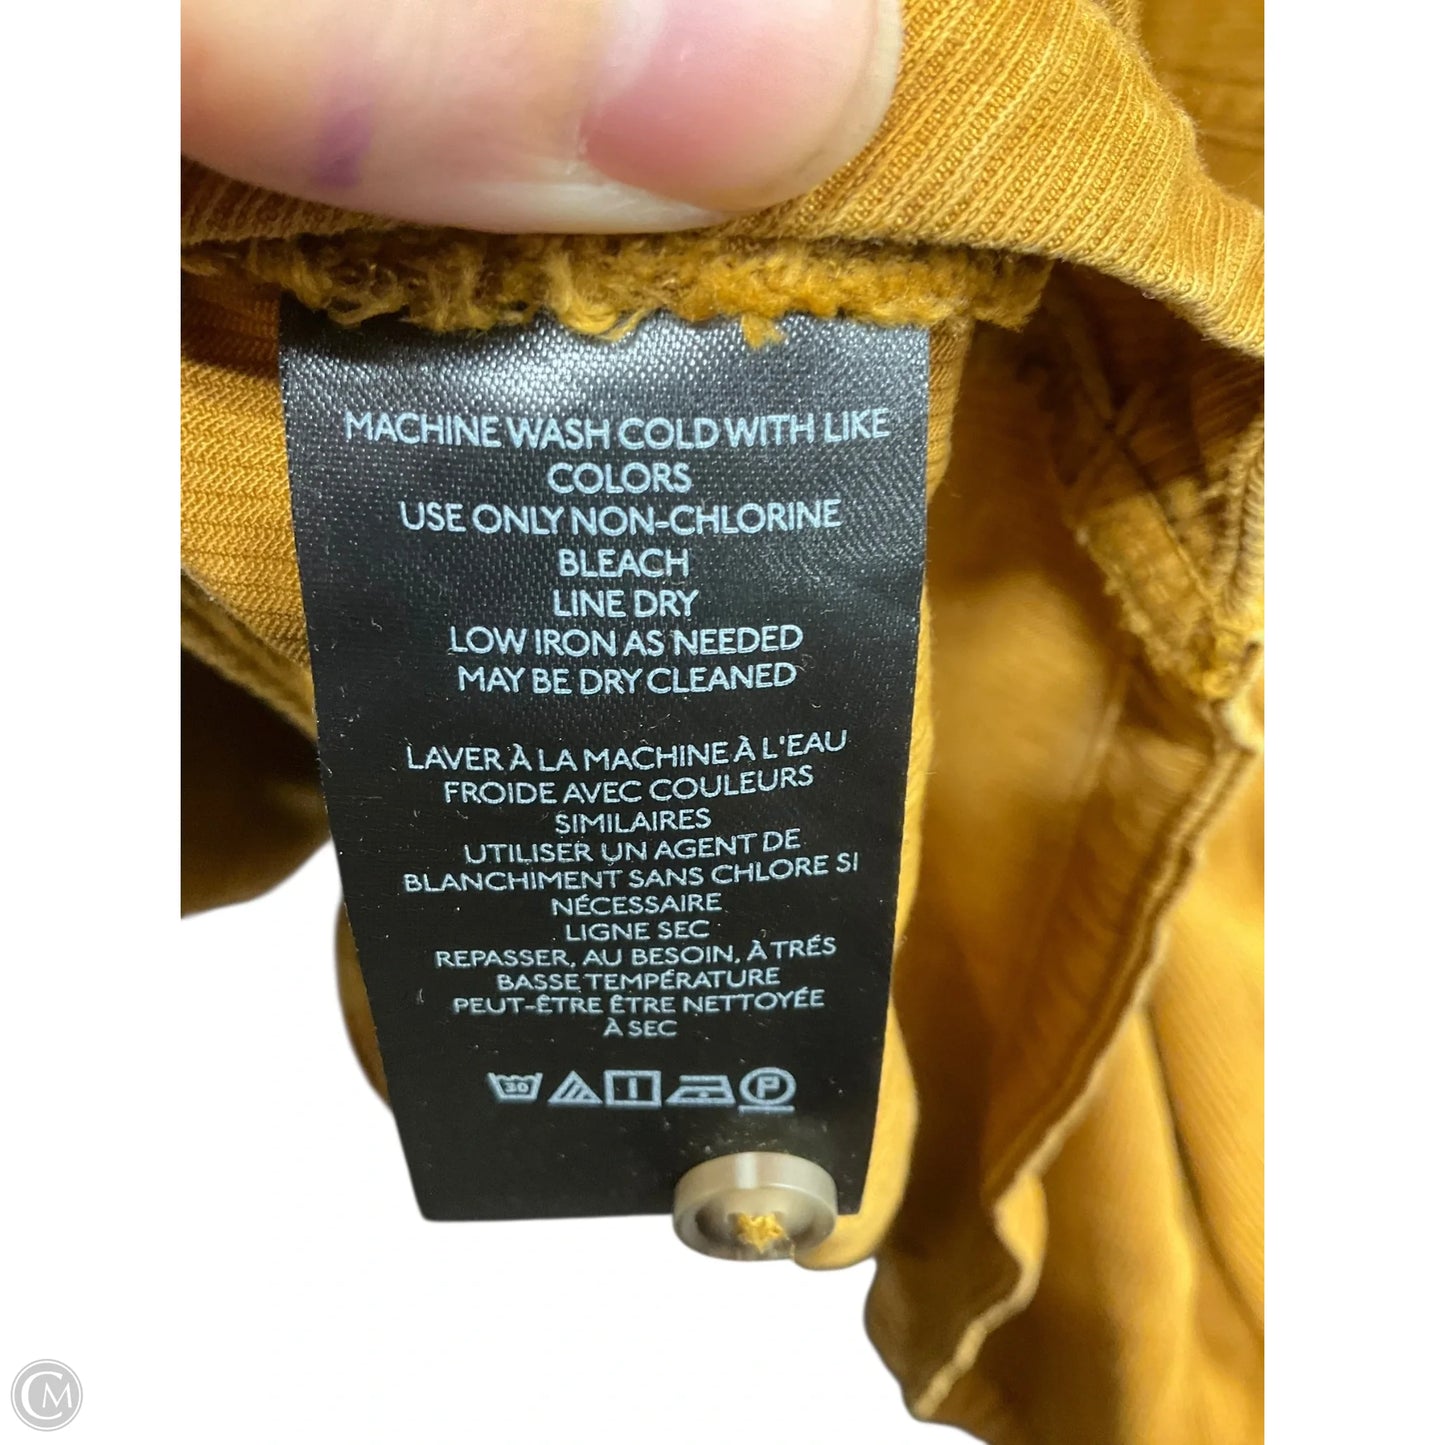 MACHINE WASH COLD WITH LIKE
COLORS
USE ONLY NON-CHLORINE
BLEACH
LINE DRY
LOW IRON AS NEEDED
MAY BE DRY CLEANED
LAVER À LA MACHINE À L'EAU
FROIDE AVEC COULEURS
SIMILAIRES
UTILISER UN AGENT DE
BLANCHIMENT SANS CHLORE SI
NÉCESSAIRE
LIGNE SEC
REPASSER, AU BESOIN, À TRÉS
BASSE TEMPÉRATURE
PEUT-ÊTRE ÊTRE NETTOYÉE
À SEC
30 P
CM